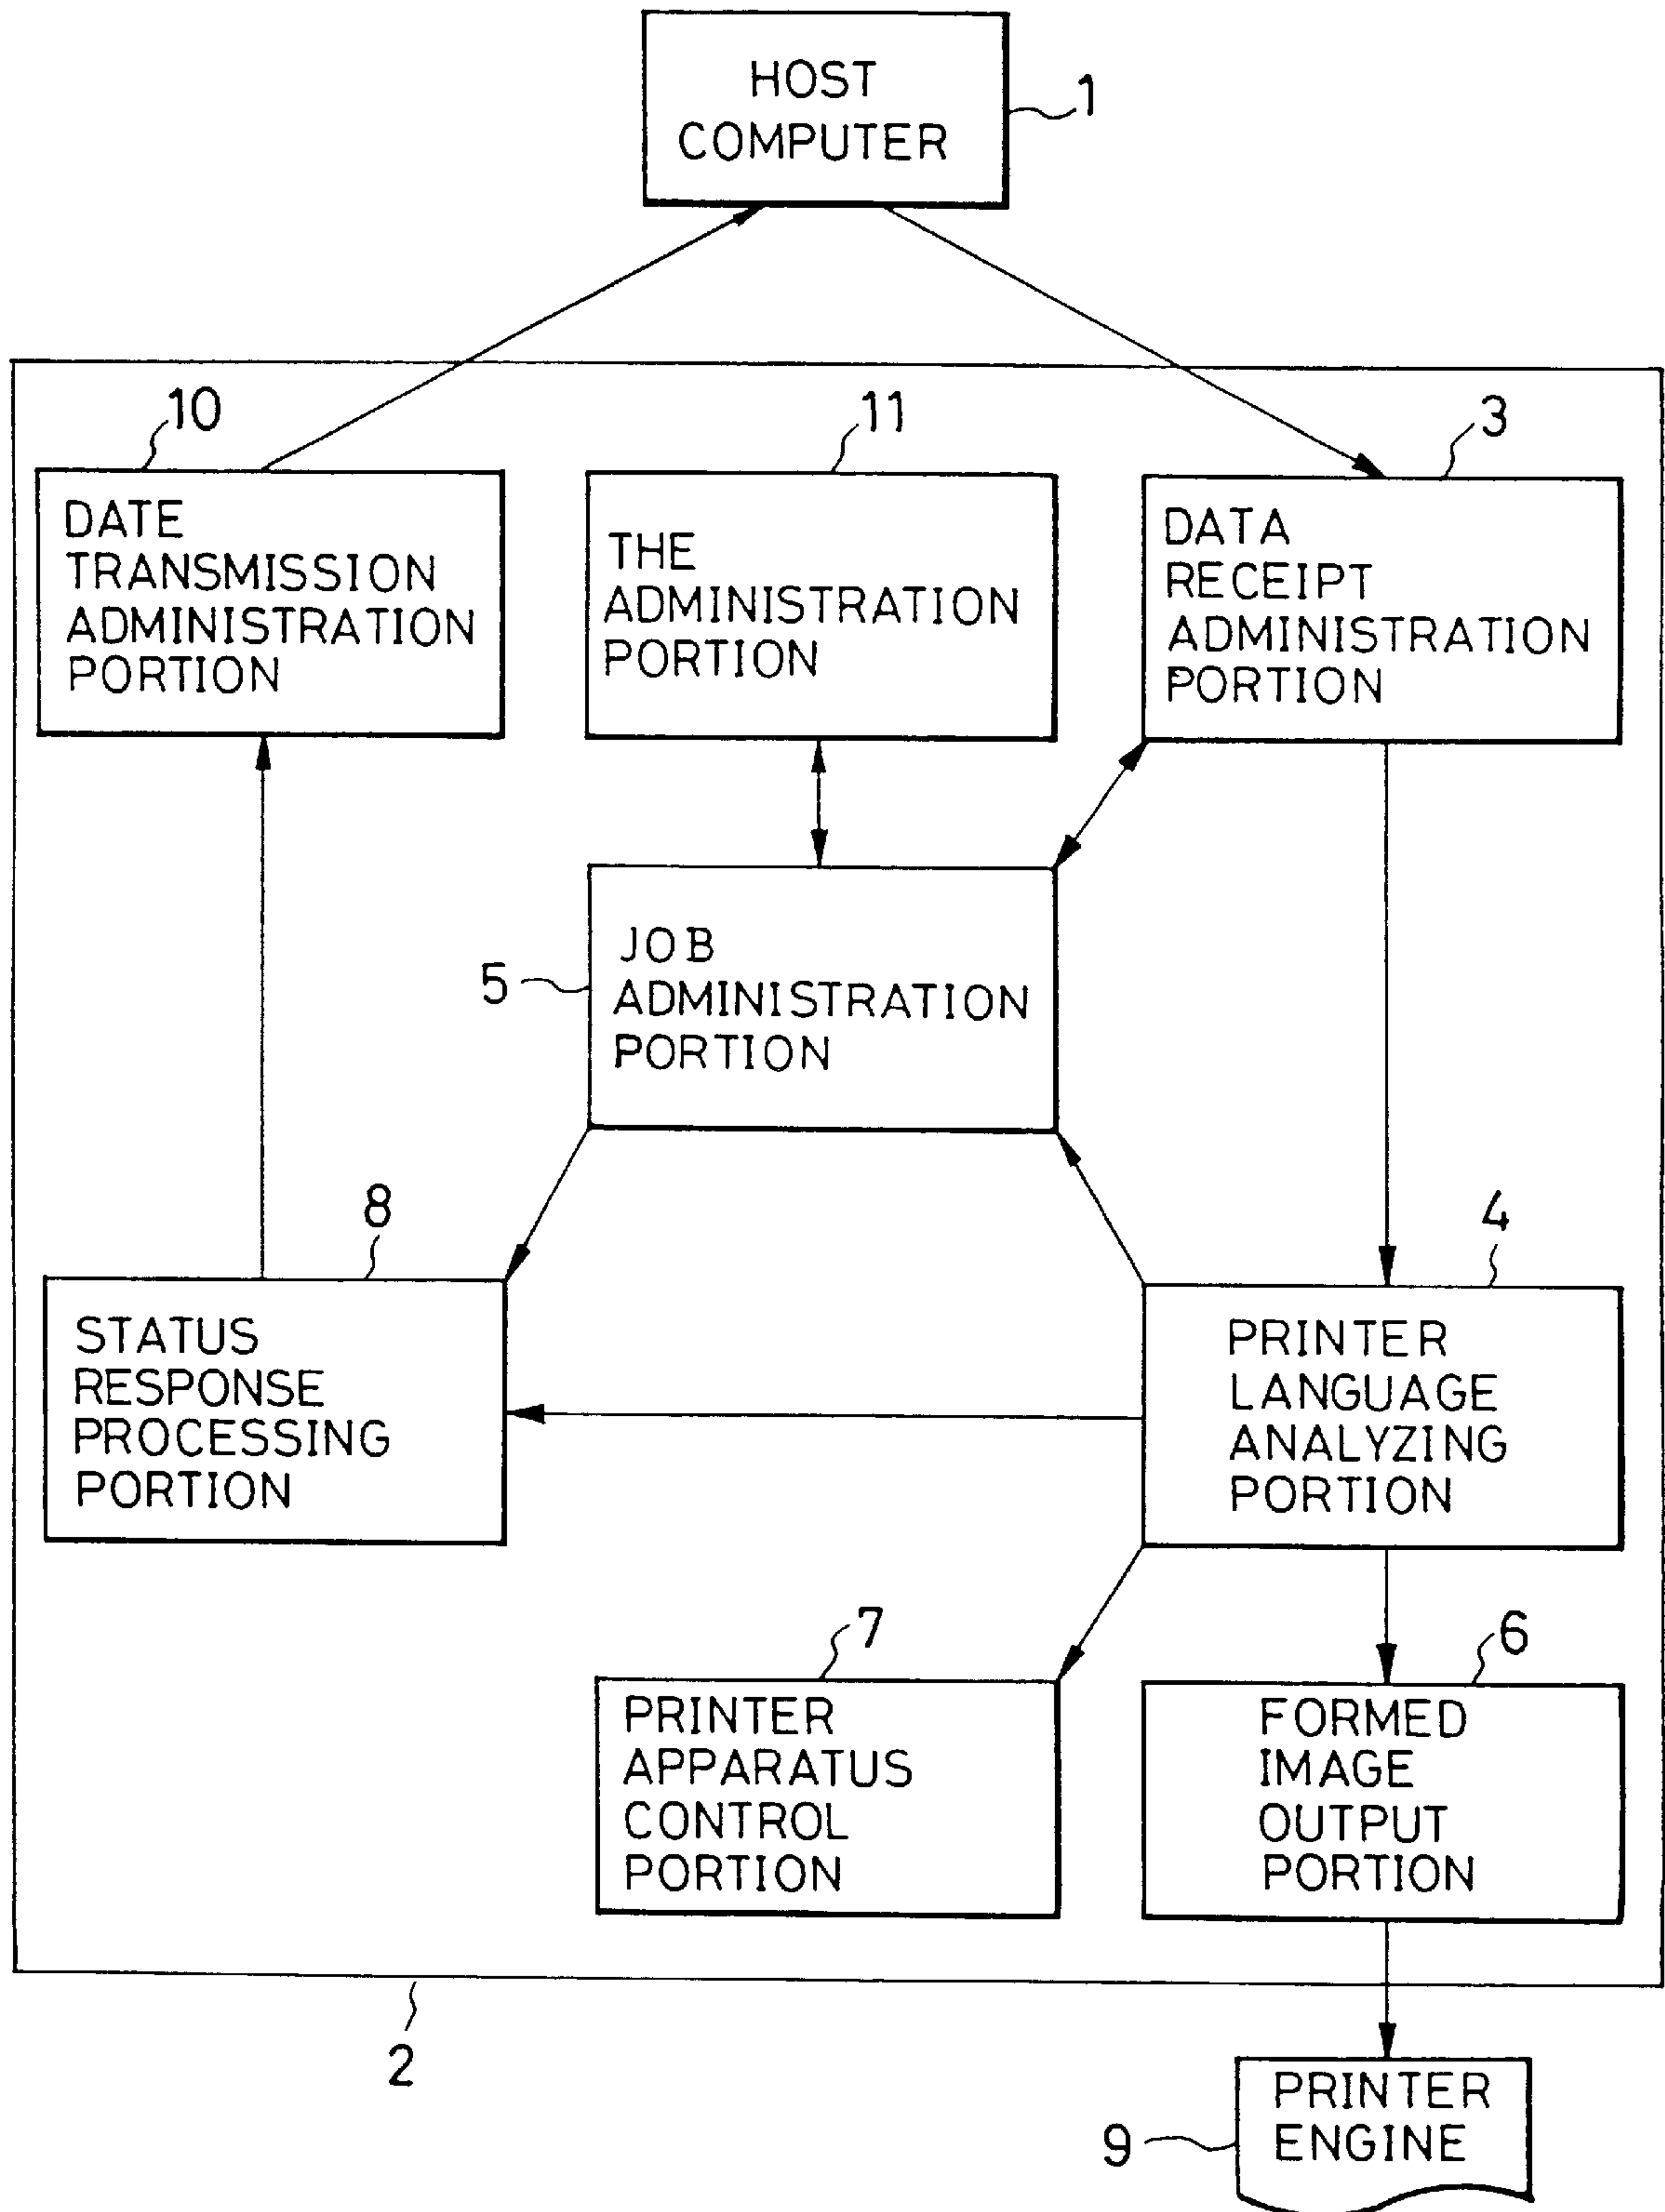 HOST
COMPUTER
1
10
11
3
DATE
TRANSMISSION
ADMINISTRATION
PORTION
THE
ADMINISTRATION
PORTION
DATA
RECEIPT
ADMINISTRATION
PORTION
5
JOB
ADMINISTRATION
PORTION
8
4
STATUS
RESPONSE
PROCESSING
PORTION
PRINTER
LANGUAGE
ANALYZING
PORTION
7
6
PRINTER
APPARATUS
CONTROL
PORTION
FORMED
IMAGE
OUTPUT
PORTION
2
9
PRINTER
ENGINE